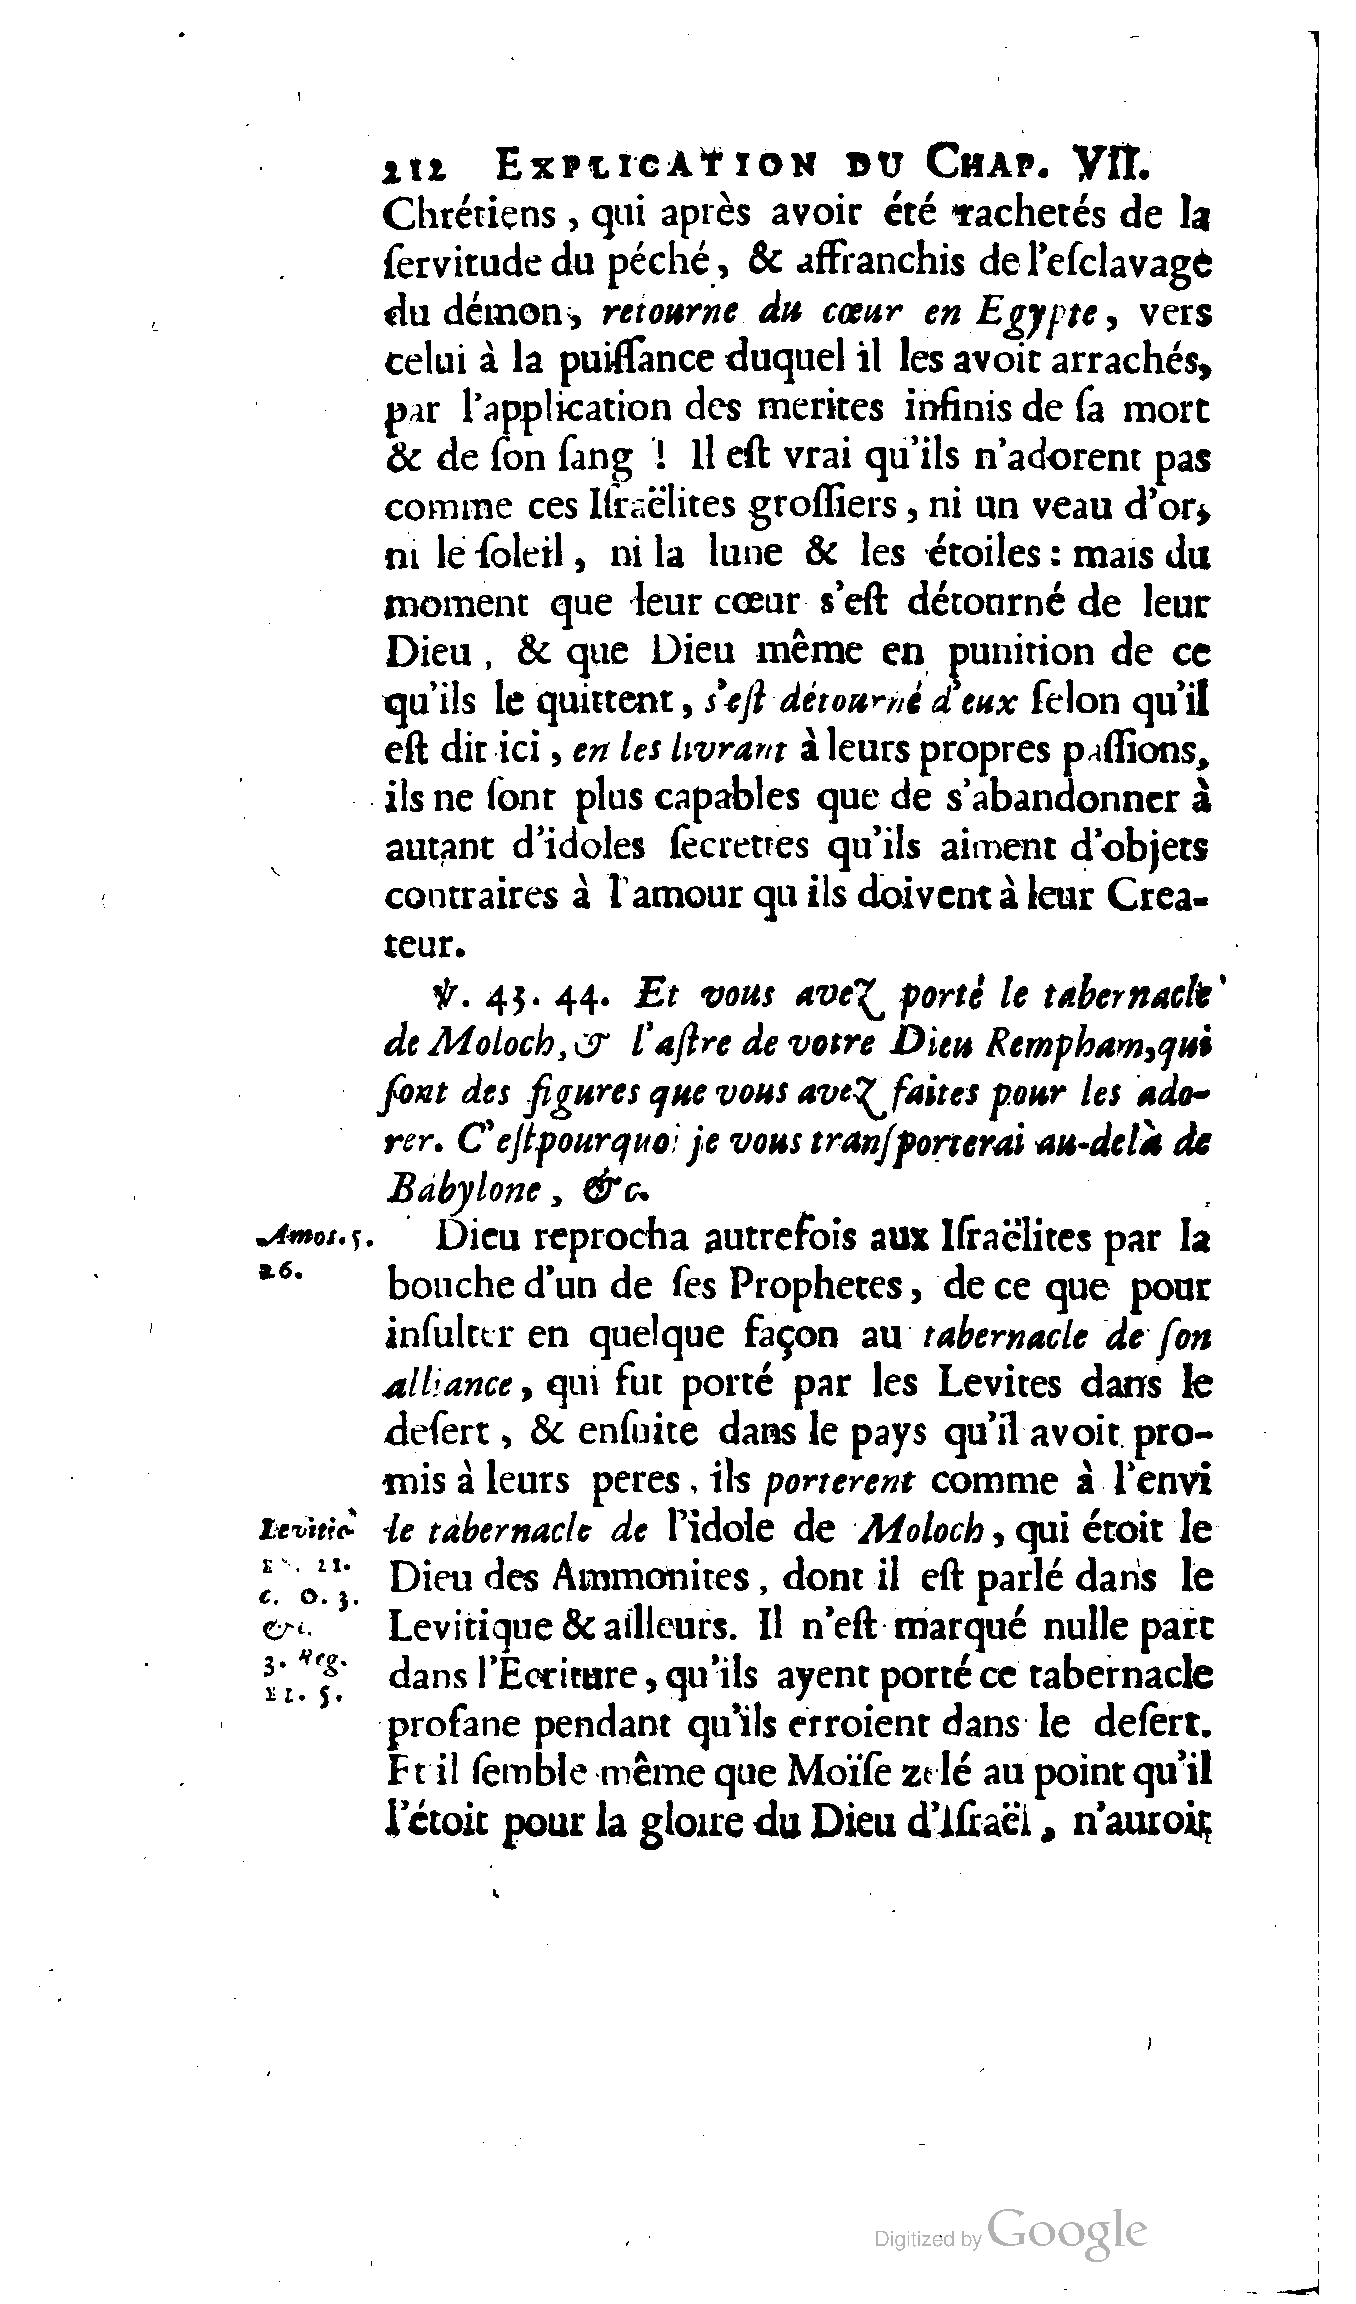 212 EXPLICATION DU CHAP. VII.
Chrétiens, qui après avoir été rachetés de la
ſervitude du péché, & affranchis de l'eſclavage
du démon, retourne du cœur en Egypte, vers
celui à la puiſſance duquel il les avoit arrachés,
par l'application des merites infinis de ſa mort
& de ſon ſang ! Il eſt vrai qu'ils n'adorent pas
comme ces Iſraëlites groſſiers, ni un veau d'or,
ni le ſoleil, ni la lune & les étoiles : mais du
moment que leur cœur s'eſt détourné de leur
Dieu, & que Dieu même en punition de ce
qu'ils le quittent, s'eſt détourné d'eux ſelon qu'il
eſt dit ici, en les livrant à leurs propres paſſions,
ils ne ſont plus capables que de s'abandonner à
autant d'idoles ſecrettes qu'ils aiment d'objets
contraires à l'amour qu'ils doivent à leur Crea-
teur.
℣. 43. 44. Et vous avez porté le tabernacle
de Moloch, & l'aſtre de votre Dieu Rempham, qui
ſont des figures que vous avez faites pour les ado-
rer. C'eſtpourquoi je vous tranſporterai au-delà de
Babylone, &c.
Amos. 5.
26.
Dieu reprocha autrefois aux Iſraëlites par la
bouche d'un de ſes Prophetes, de ce que pour
inſulter en quelque façon au tabernacle de ſon
alliance, qui fut porté par les Levites dans le
deſert, & enſuite dans le pays qu'il avoit pro-
mis à leurs peres, ils porterent comme à l'envi
le tabernacle de l'idole de Moloch, qui étoit le
Dieu des Ammonites, dont il eſt parlé dans le
Levitique & ailleurs. Il n'eſt marqué nulle part
dans l'Ecriture, qu'ils ayent porté ce tabernacle
profane pendant qu'ils erroient dans le deſert.
Et il ſemble même que Moïſe zelé au point qu'il
l'étoit pour la gloire du Dieu d'Iſraël, n'auroit
Levitic
21.
c. 3.
&c.
3. Reg.
11. 5.
Digitized by Google